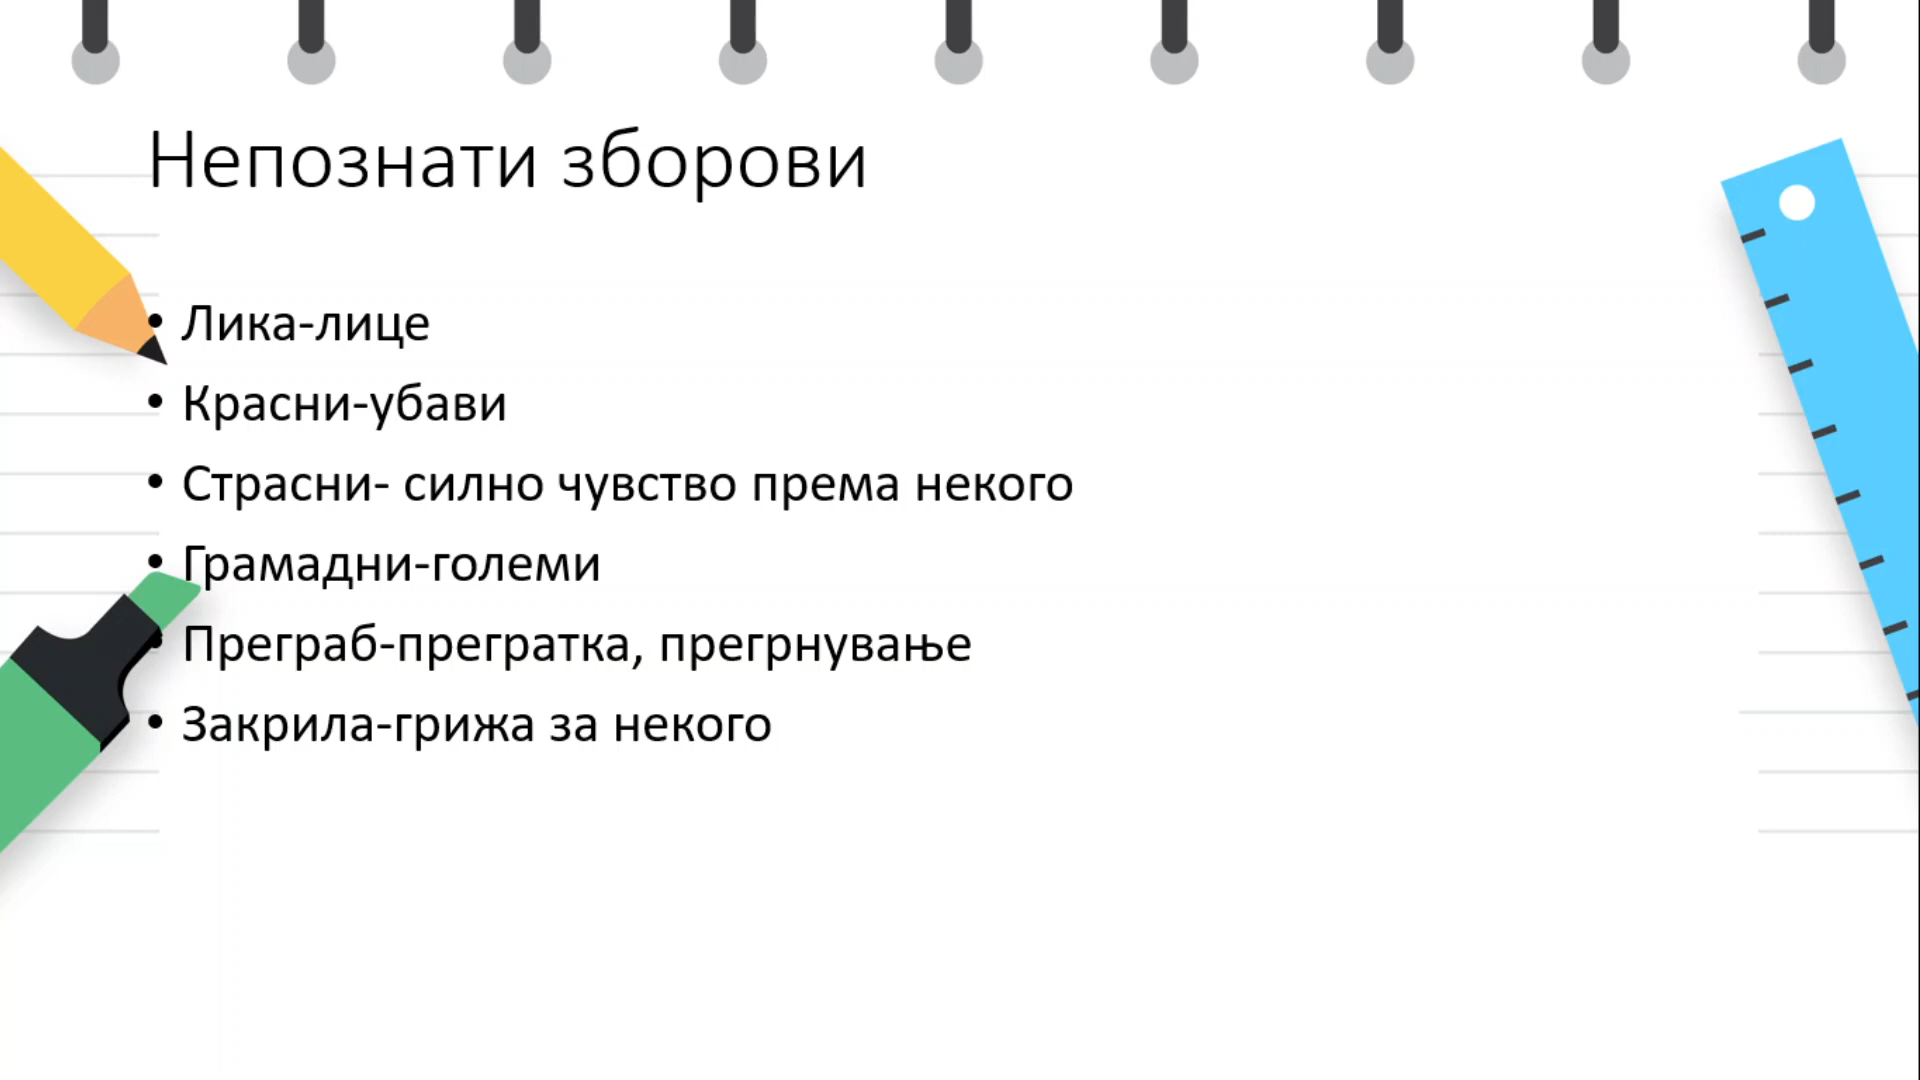 Непознати зборови
• Лика-лице
• Красни-убави
• Страсни- силно чувство према некого
• Грамадни-големи
• Преграб-прегратка, прегрнување
• Закрила-грижа за некого